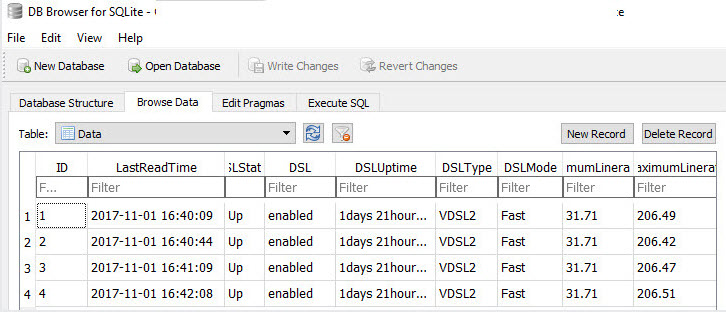 DB Browser for SQLite -
File Edit View Help
New Database Open Database Write Changes Revert Changes
Database Structure Browse Data Edit Pragmas Execute SQL
Table: Data New Record Delete Record
ID LastReadTime SLStat DSL DSLUptime DSLType DSLMode mumLinera aximumLinerat
F... Filter Filter Filter Filter Filter Filter Filter
1 1 2017-11-01 16:40:09 Up enabled 1days 21hour... VDSL2 Fast 31.71 206.49
2 2 2017-11-01 16:40:44 Up enabled 1days 21hour... VDSL2 Fast 31.71 206.42
3 3 2017-11-01 16:41:09 Up enabled 1days 21hour... VDSL2 Fast 31.71 206.47
4 4 2017-11-01 16:42:08 Up enabled 1days 21hour... VDSL2 Fast 31.71 206.51